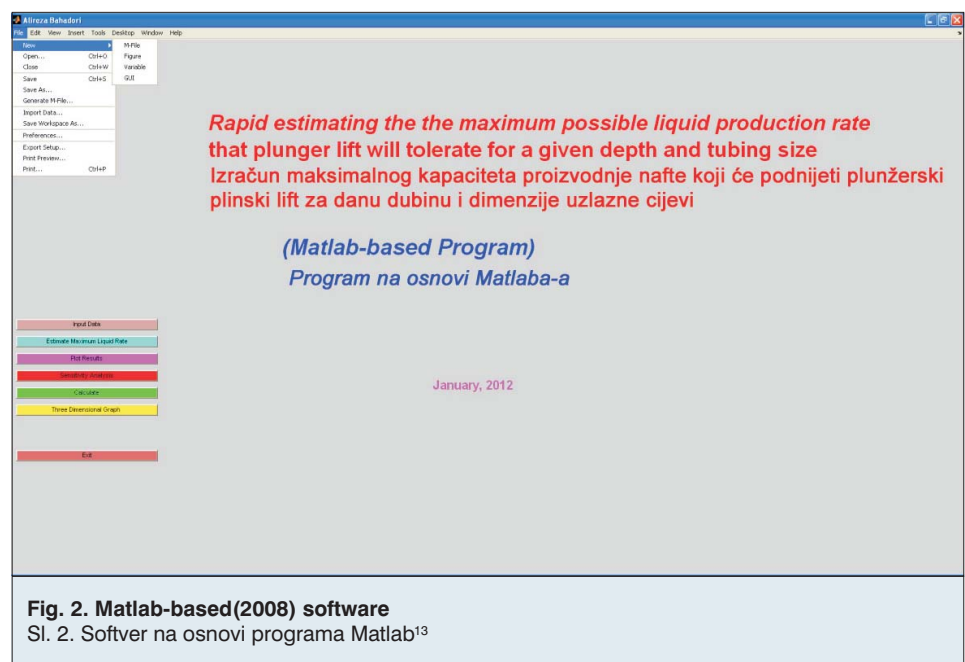 Alireza Bahadori
File Edit View Insert Tools Desktop Window Help
New
Open... Ctrl+O
Close Ctrl+W
Save Ctrl+S
Save As...
Generate M-File...
Import Data...
Save Workspace As...
Preferences...
Export Setup...
Print Preview...
Print... Ctrl+P
M-File
Figure
Variable
GUI
Rapid estimating the the maximum possible liquid production rate
that plunger lift will tolerate for a given depth and tubing size
Izračun maksimalnog kapaciteta proizvodnje nafte koji će podnijeti plunžerski
plinski lift za danu dubinu i dimenzije uzlazne cijevi
(Matlab-based Program)
Program na osnovi Matlaba-a
Input Data
Estimate Maximum Liquid Rate
Plot Results
Sensitivity Analysis
Calculate
Three Dimensional Graph
Exit
January, 2012
Fig. 2. Matlab-based(2008) software
Sl. 2. Softver na osnovi programa Matlab¹³